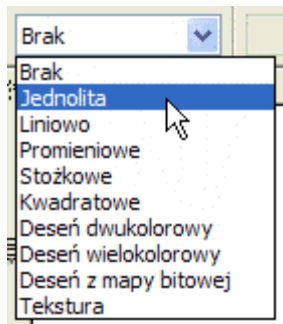 Brak
Brak
Jednolita
Liniowo
Promieniowe
Stożkowe
Kwadratowe
Deseń dwukolorowy
Deseń wielokolorowy
Deseń z mapy bitowej
Tekstura